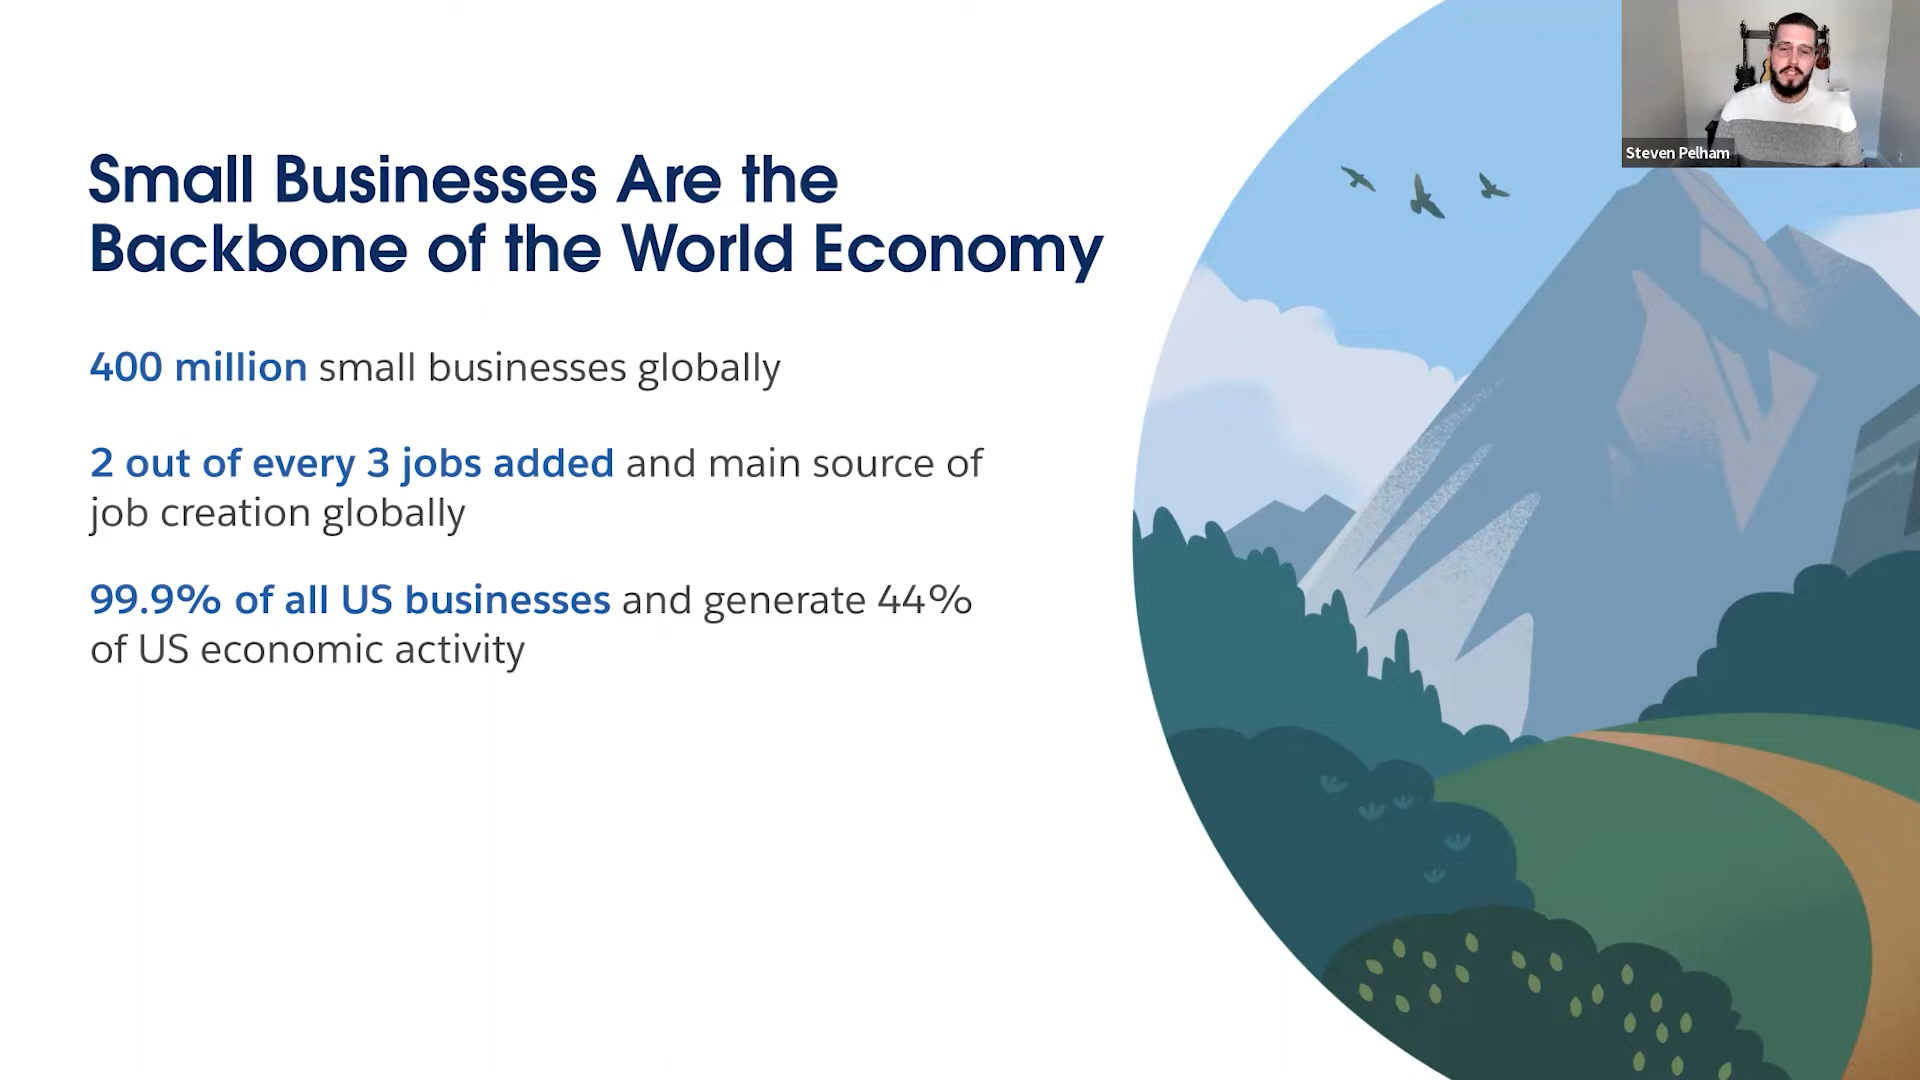 Small Businesses Are the
Backbone of the World Economy
400 million small businesses globally
2 out of every 3 jobs added and main source of
job creation globally
99.9% of all US businesses and generate 44%
of US economic activity
Steven Pelham